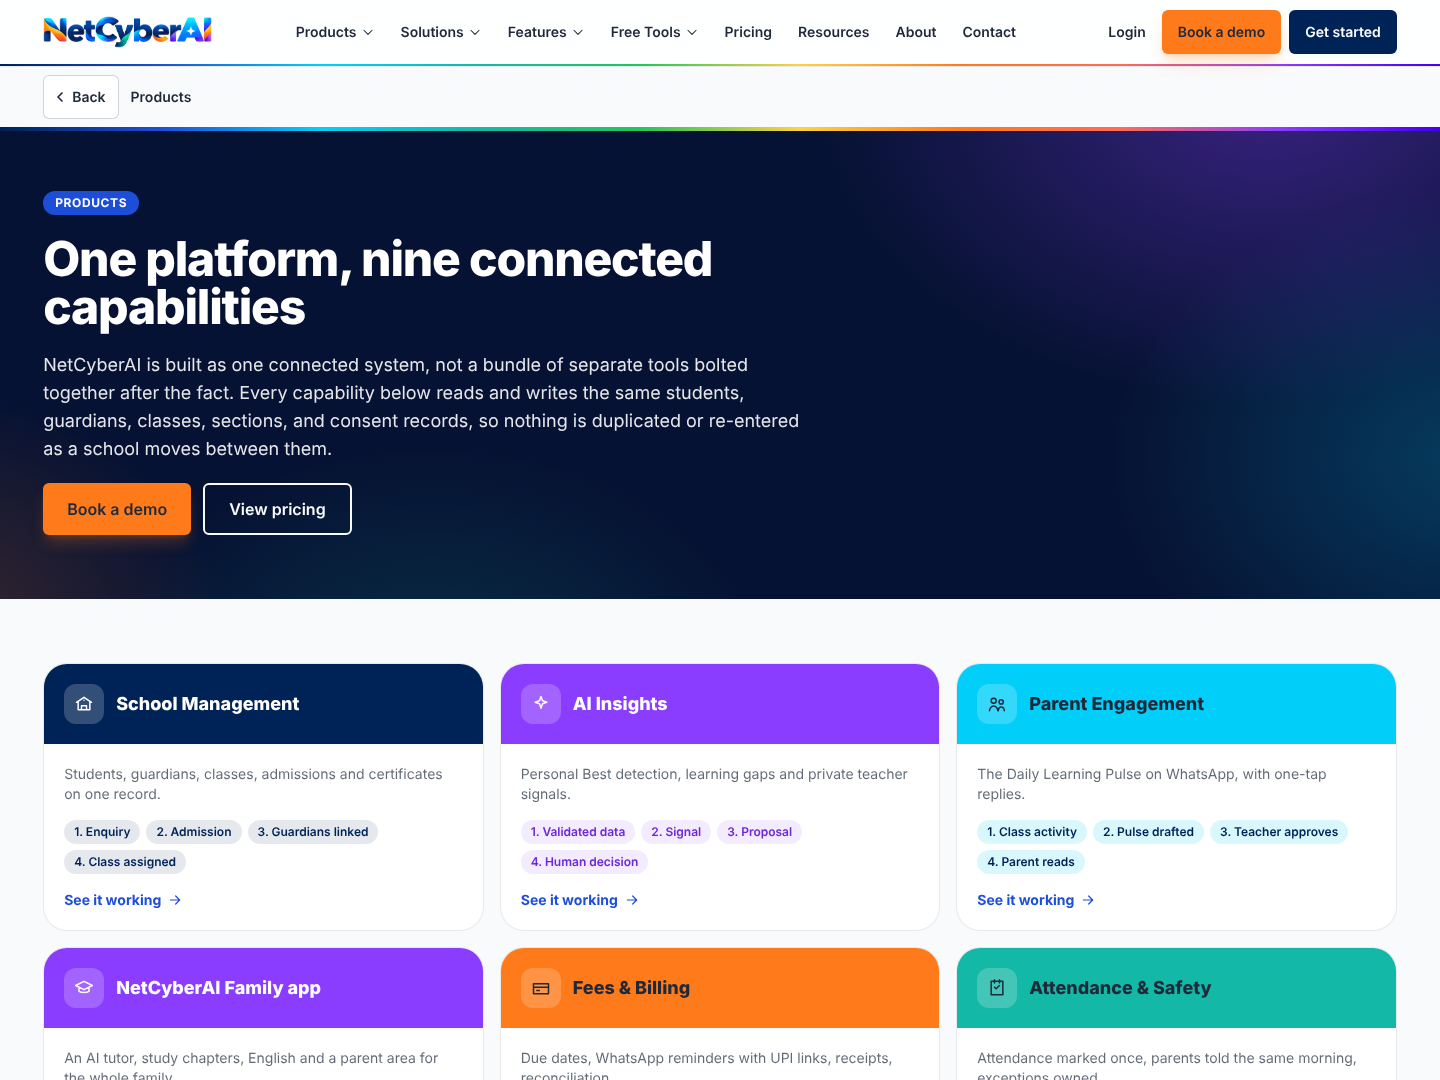 NetCyberAI
Products
Solutions
Features
Free Tools
Pricing
Resources
About
Contact
Login
Book a demo
Get started
Back
Products
PRODUCTS
One platform, nine connected
capabilities
NetCyberAI is built as one connected system, not a bundle of separate tools bolted
together after the fact. Every capability below reads and writes the same students,
guardians, classes, sections, and consent records, so nothing is duplicated or re-entered
as a school moves between them.
Book a demo
View pricing
School Management
Students, guardians, classes, admissions and certificates
on one record.
1. Enquiry
2. Admission
3. Guardians linked
4. Class assigned
See it working
AI Insights
Personal Best detection, learning gaps and private teacher
signals.
1. Validated data
2. Signal
3. Proposal
4. Human decision
See it working
Parent Engagement
The Daily Learning Pulse on WhatsApp, with one-tap
replies.
1. Class activity
2. Pulse drafted
3. Teacher approves
4. Parent reads
See it working
NetCyberAI Family app
An AI tutor, study chapters, English and a parent area for
the whole family.
Fees & Billing
Due dates, WhatsApp reminders with UPI links, receipts,
reconciliation.
Attendance & Safety
Attendance marked once, parents told the same morning,
exceptions owned.